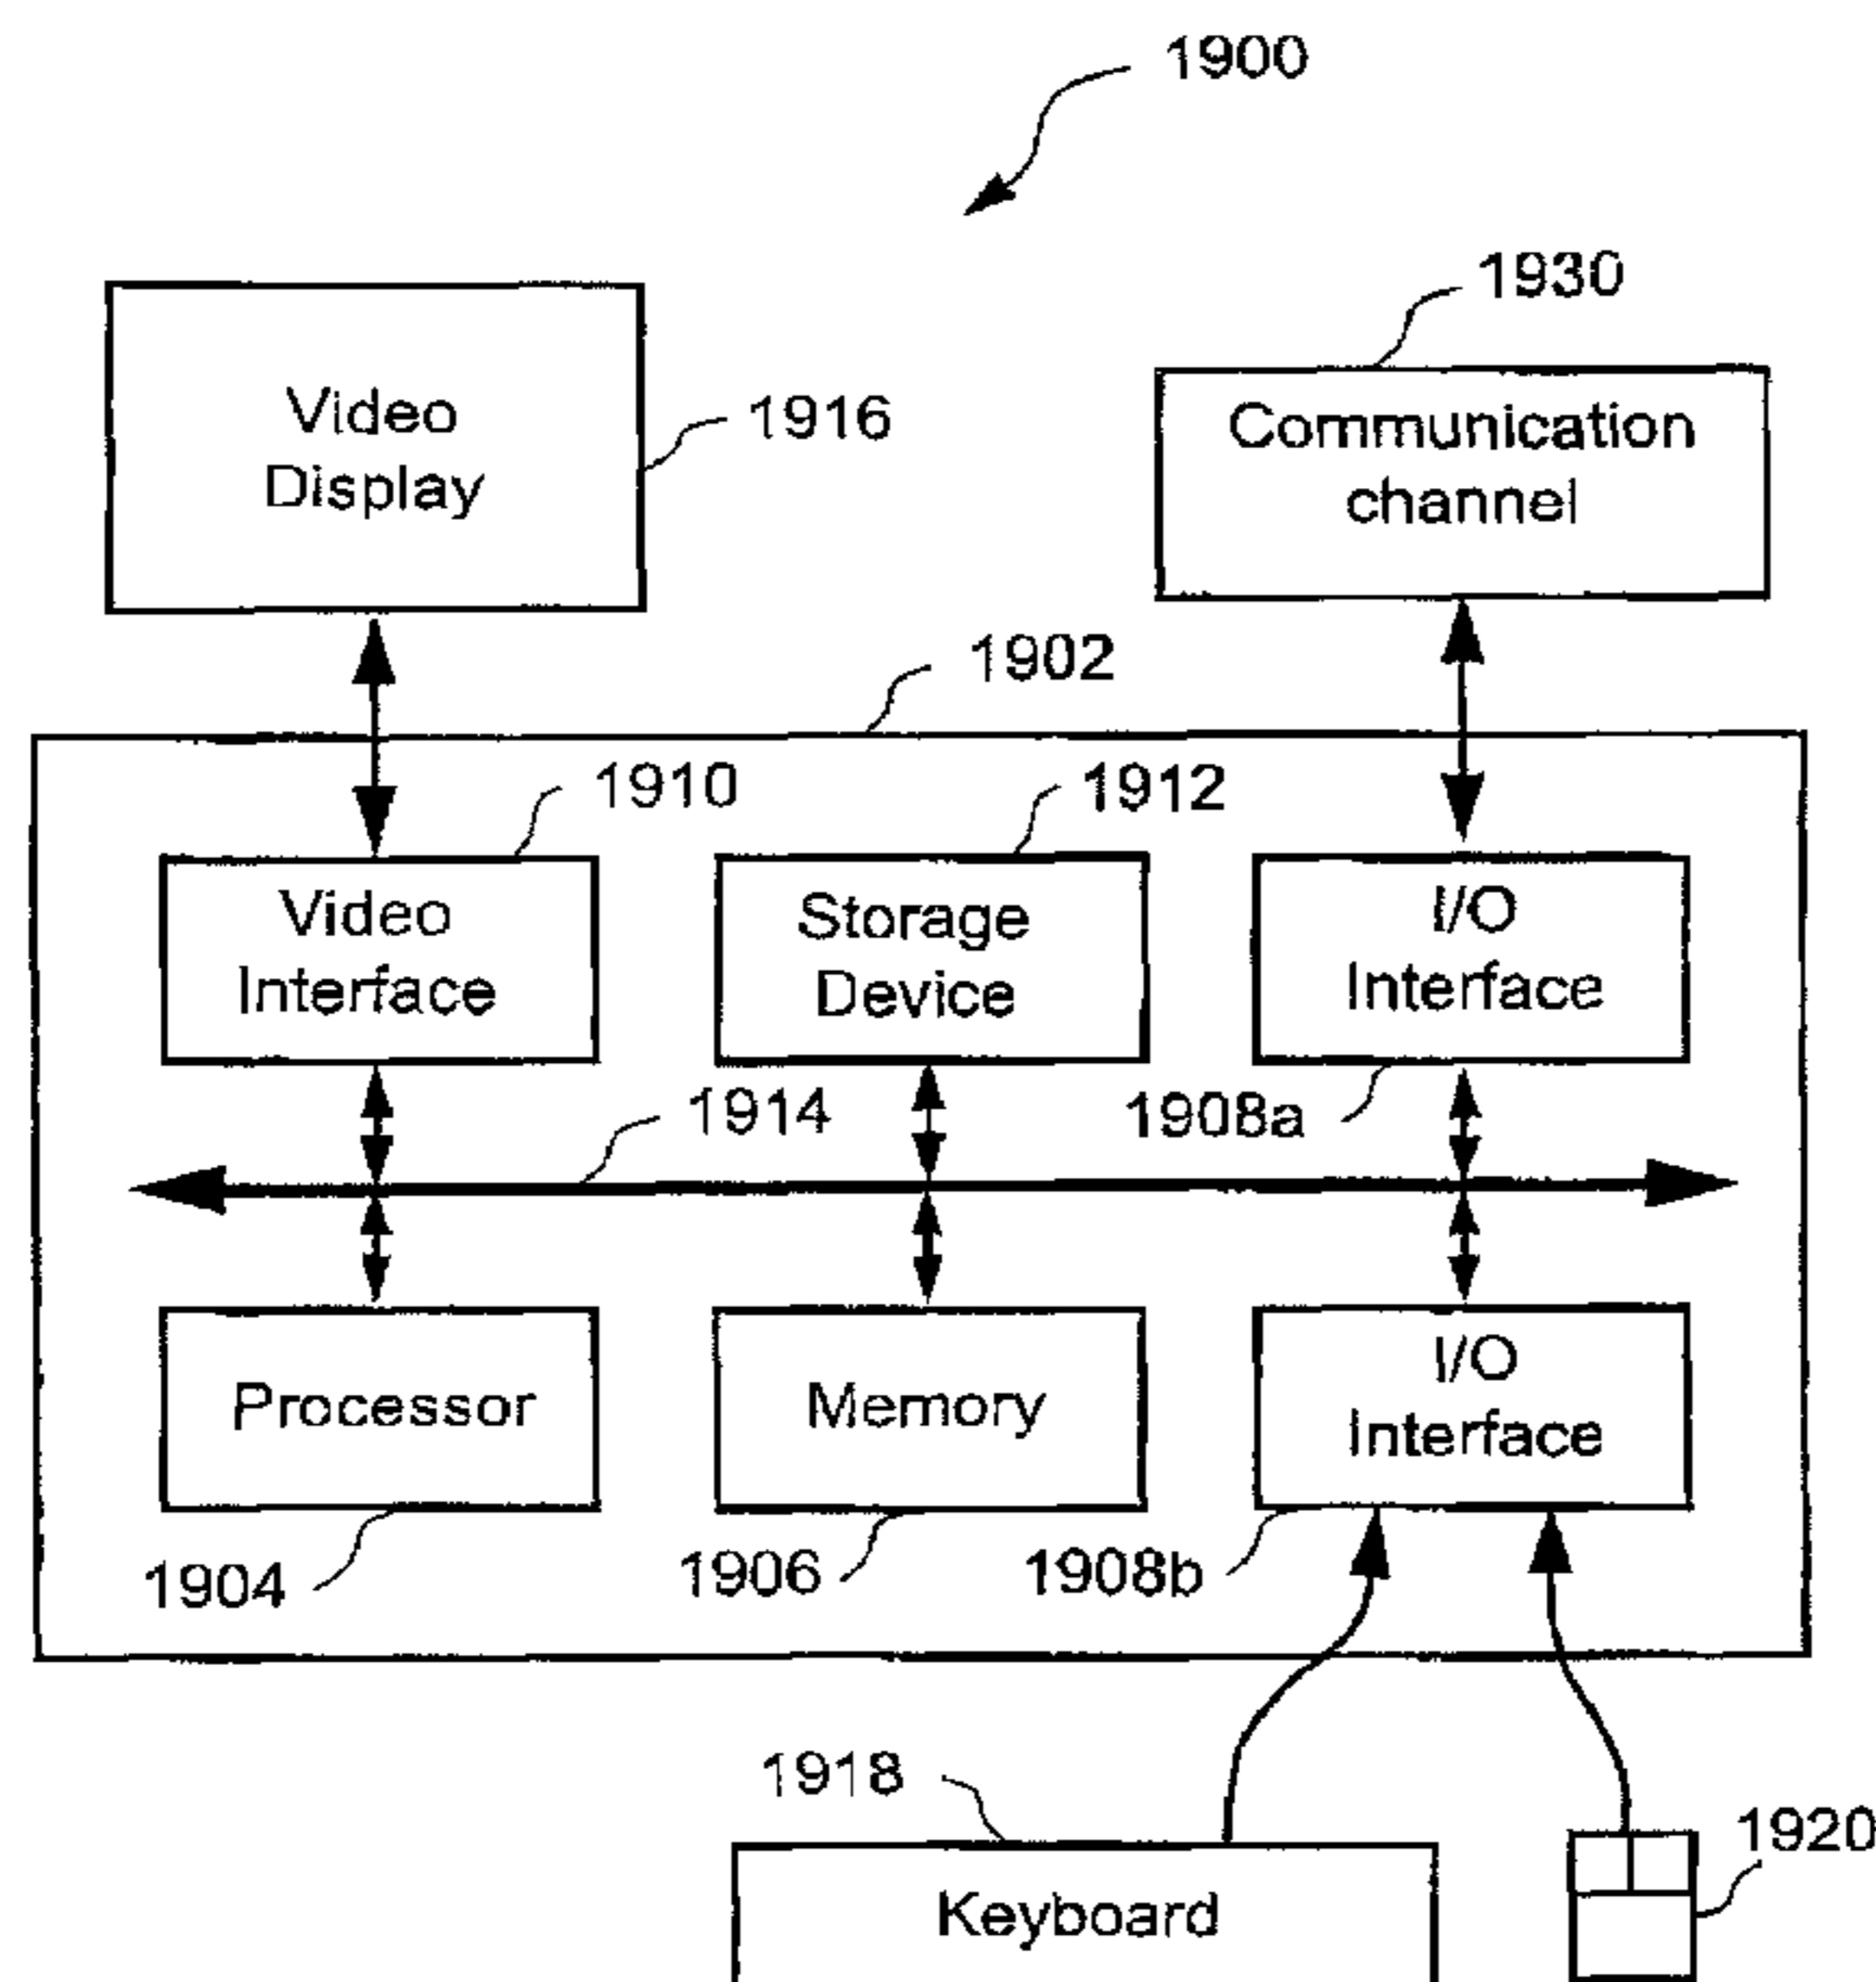 1900
1930
Video
Display
1916
Communication
channel
1902
1910
1912
Video
Interface
Storage
Device
I/O
Interface
1914
1908a
Processor
Memory
I/O
Interface
1904
1906
1908b
1918
1920
Keyboard